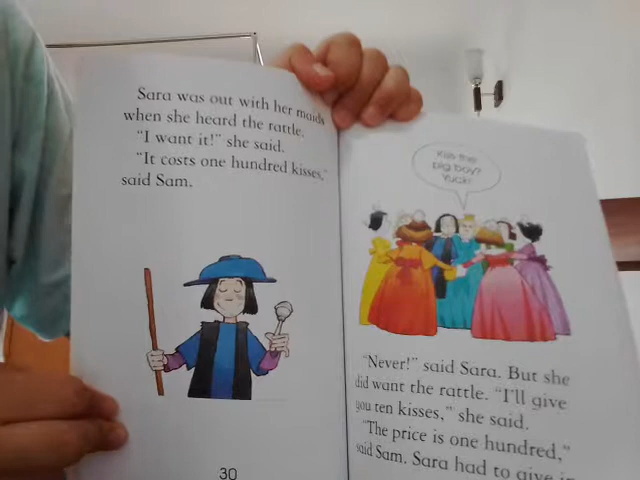 Sara was out with her maids
when she heard the rattle.
"I want it!" she said.
"It costs one hundred kisses,"
said Sam.
30
Kiss the
pig boy?
Yuck!
"Never!" said Sara. But she
did want the rattle. "I'll give
you ten kisses," she said.
"The price is one hundred,"
said Sam. Sara had to give in